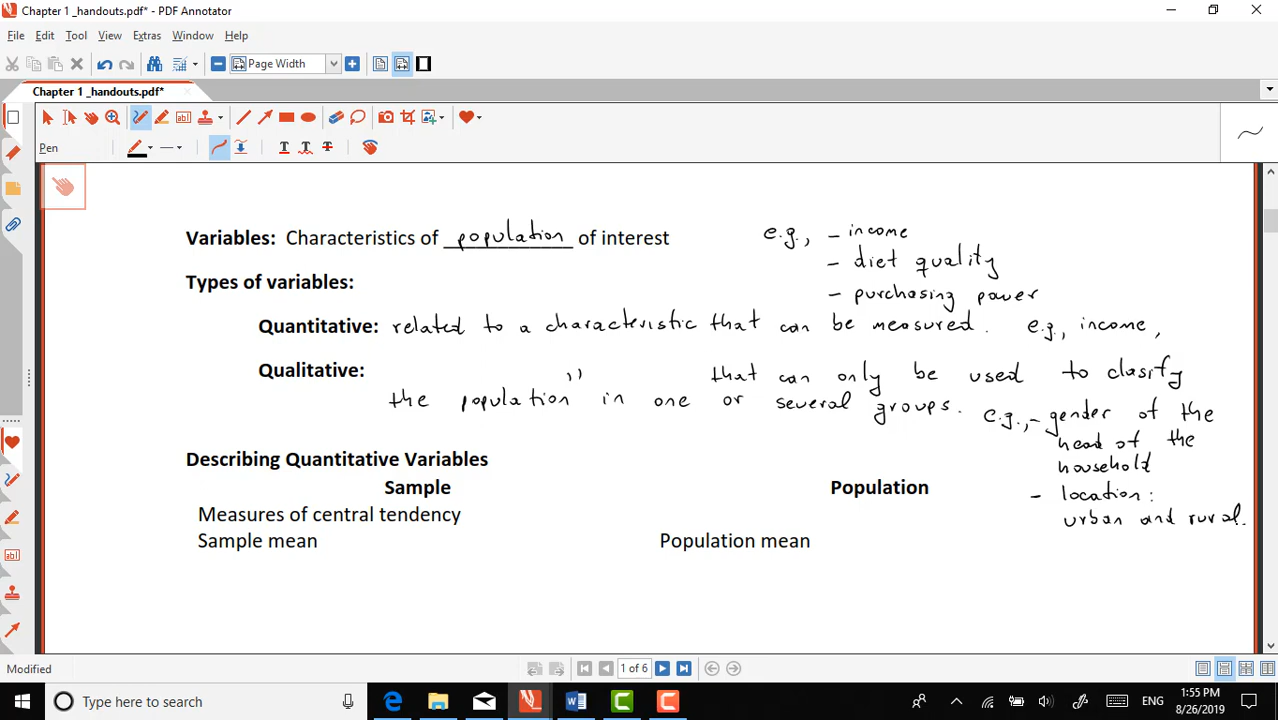 Chapter 1 _handouts.pdf* - PDF Annotator
File Edit Tool View Extras Window Help
Page Width
Chapter 1 _handouts.pdf*
Pen
Variables: Characteristics of population of interest
e.g., - income
- diet quality
- purchasing power
Types of variables:
Quantitative: related to a characteristic that can be measured. e.g., income,
Qualitative: " that can only be used to clasify
the population in one or several groups. e.g., - gender of the
head of the
household
- location:
urban and rural.
Describing Quantitative Variables
Sample Population
Measures of central tendency
Sample mean Population mean
1 of 6
Modified
Type here to search
ENG
1:55 PM
8/26/2019